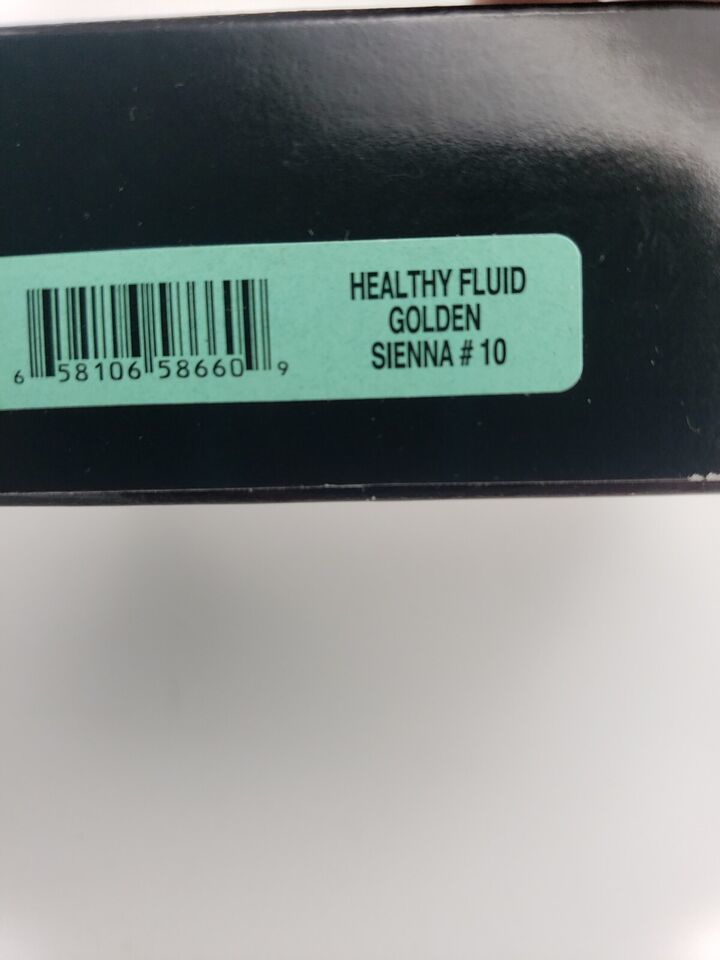 HEALTHY FLUID
GOLDEN
SIENNA # 10
6 58106 58660 9